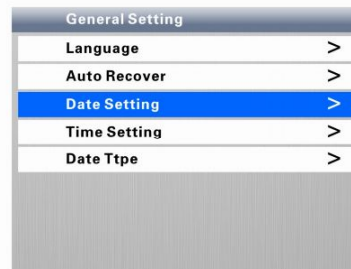 General Setting
Language >
Auto Recover >
Date Setting >
Time Setting >
Date Ttpe >